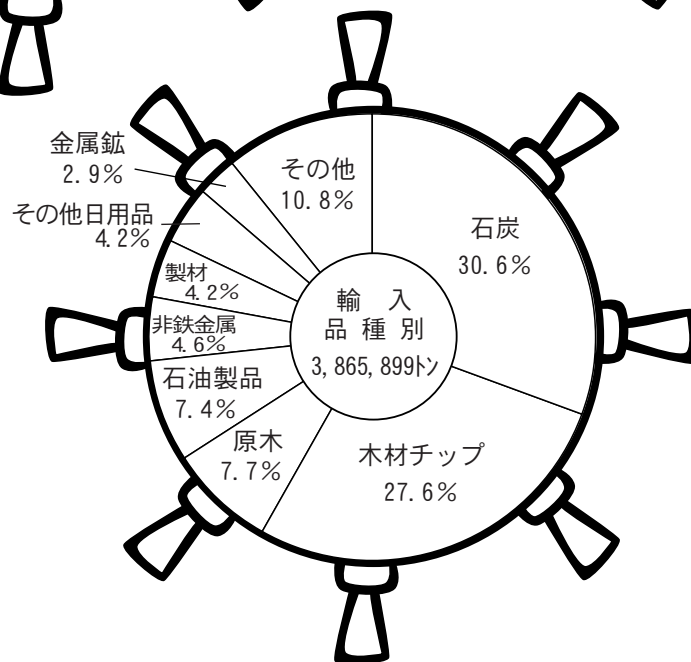 輸 入
品 種 別
3,865,899トン
石炭
30.6%
木材チップ
27.6%
原木
7.7%
石油製品
7.4%
非鉄金属
4.6%
製材
4.2%
その他日用品
4.2%
金属鉱
2.9%
その他
10.8%